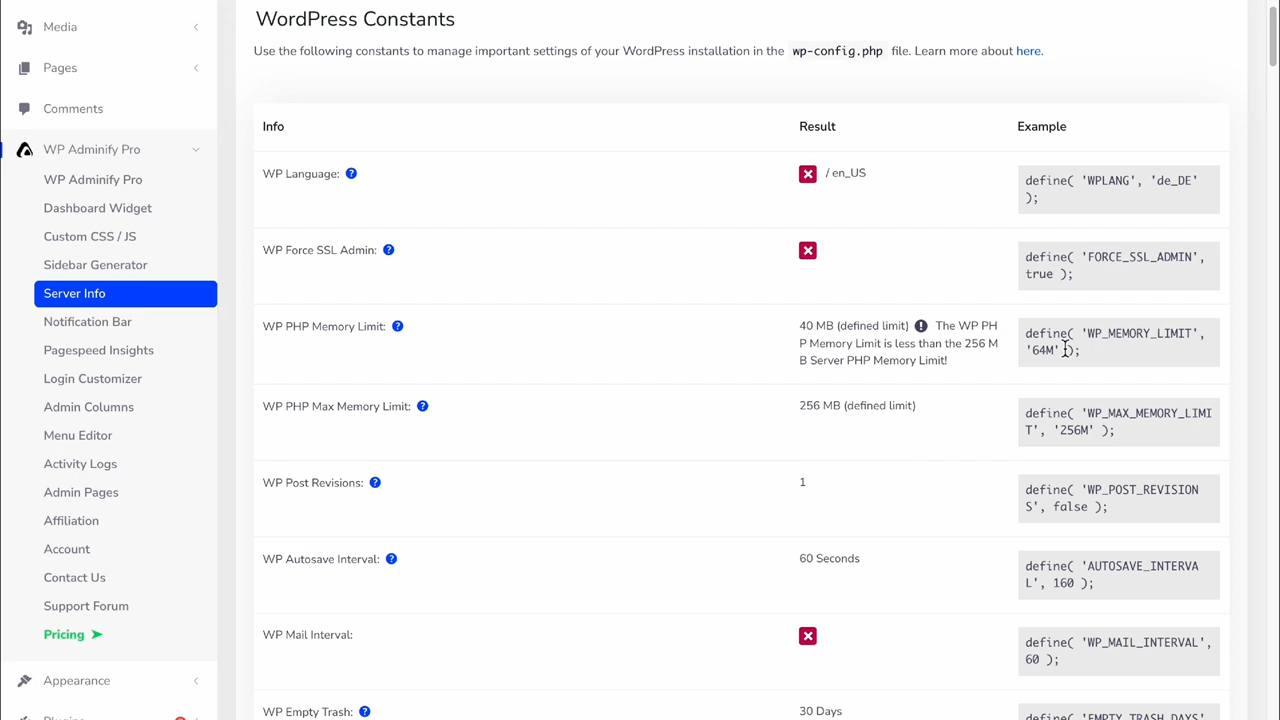 Media
Pages
Comments
WP Adminify Pro
WP Adminify Pro
Dashboard Widget
Custom CSS / JS
Sidebar Generator
Server Info
Notification Bar
Pagespeed Insights
Login Customizer
Admin Columns
Menu Editor
Activity Logs
Admin Pages
Affiliation
Account
Contact Us
Support Forum
Pricing
Appearance
WordPress Constants
Use the following constants to manage important settings of your WordPress installation in the wp-config.php file. Learn more about here.
Info Result Example
WP Language: ? / en_US
define( 'WPLANG', 'de_DE'
);
WP Force SSL Admin: ?
define( 'FORCE_SSL_ADMIN',
true );
WP PHP Memory Limit: ?
40 MB (defined limit) ! The WP PH
P Memory Limit is less than the 256 M
B Server PHP Memory Limit!
define( 'WP_MEMORY_LIMIT',
'64M' );
WP PHP Max Memory Limit: ? 256 MB (defined limit)
define( 'WP_MAX_MEMORY_LIMI
T', '256M' );
WP Post Revisions: ? 1
define( 'WP_POST_REVISION
S', false );
WP Autosave Interval: ? 60 Seconds
define( 'AUTOSAVE_INTERVA
L', 160 );
WP Mail Interval:
define( 'WP_MAIL_INTERVAL',
60 );
WP Empty Trash: ? 30 Days
define( 'EMPTY_TRASH_DAYS'